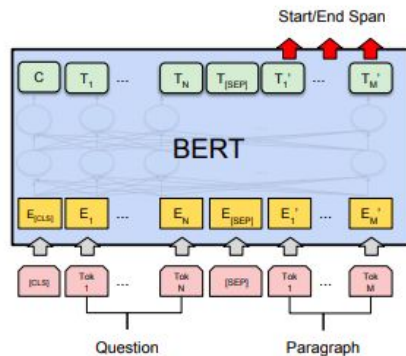 Start/End Span
C T1 ... TN T[SEP] T1' ... TM'
BERT
E[CLS] E1 ... EN E[SEP] E1' ... EM'
[CLS] Tok 1 ... Tok N [SEP] Tok 1 ... Tok M
Question Paragraph